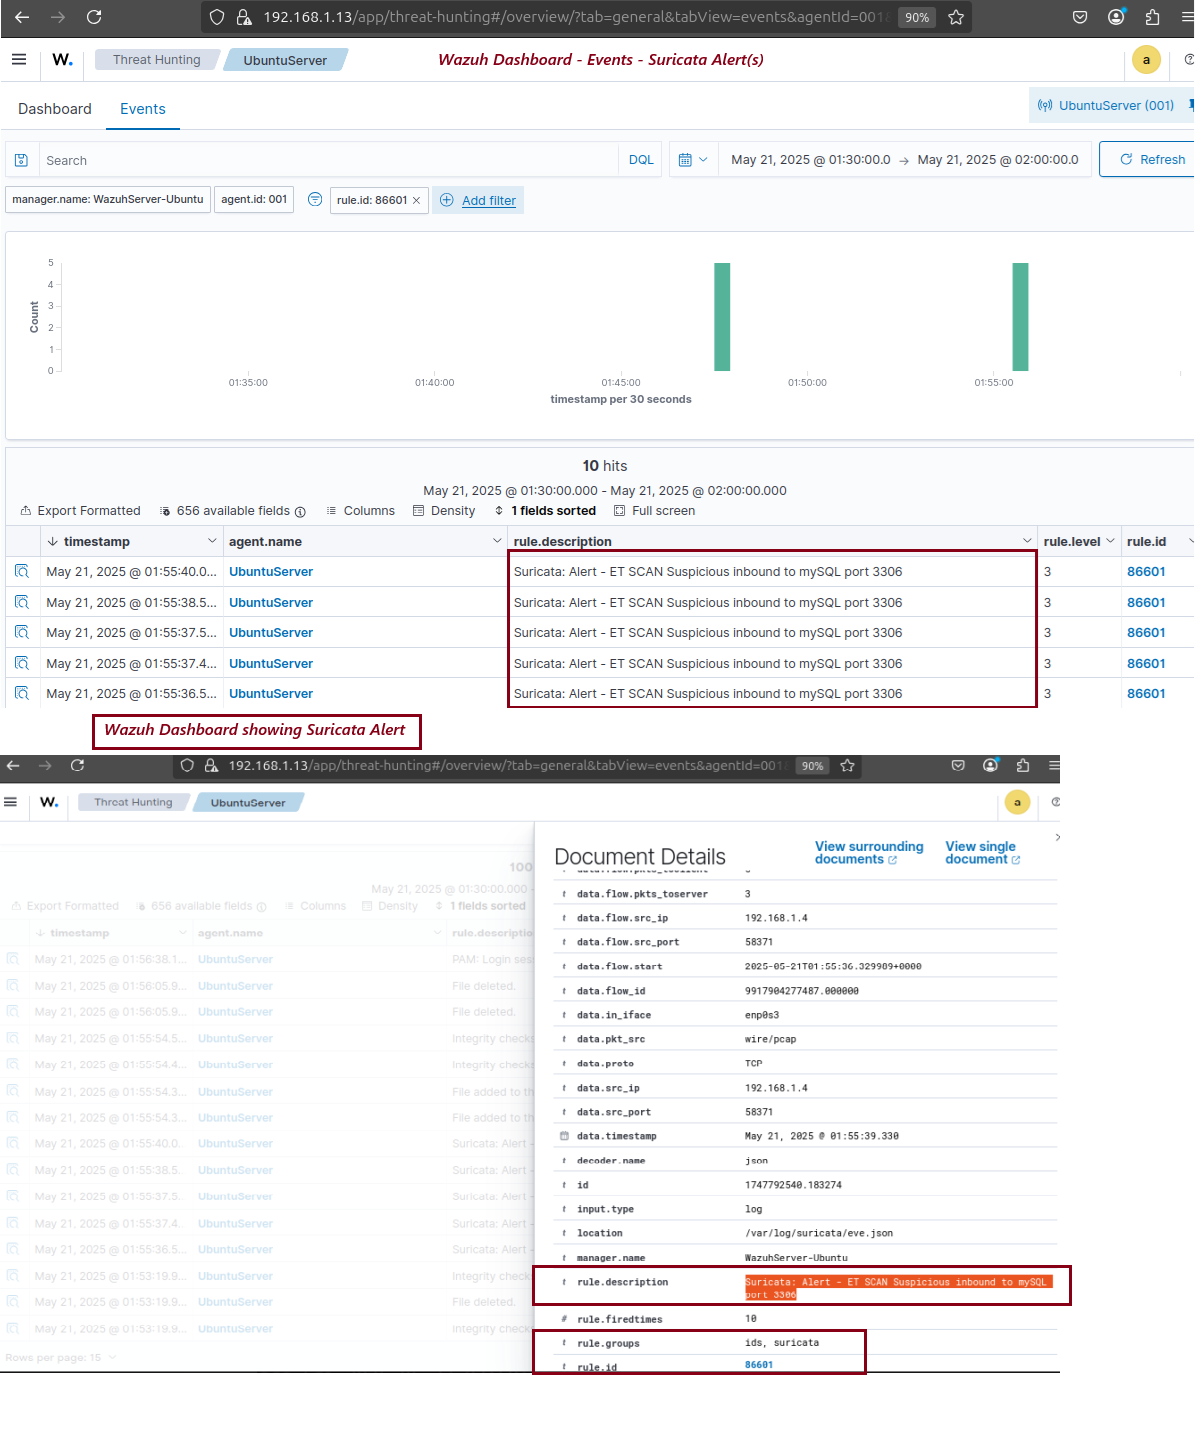 192.168.1.13/app/threat-hunting#/overview/?tab=general&tabView=events&agentId=001 90%
W. Threat Hunting UbuntuServer Wazuh Dashboard - Events - Suricata Alert(s) a
Dashboard Events UbuntuServer (001)
Search DQL May 21, 2025 @ 01:30:00.0 → May 21, 2025 @ 02:00:00.0 Refresh
manager.name: WazuhServer-Ubuntu agent.id: 001 rule.id: 86601 × Add filter
5
4
3
2
1
0
Count
01:35:00 01:40:00 01:45:00 01:50:00 01:55:00
timestamp per 30 seconds
10 hits
May 21, 2025 @ 01:30:00.000 - May 21, 2025 @ 02:00:00.000
Export Formatted 656 available fields Columns Density 1 fields sorted Full screen
timestamp agent.name rule.description rule.level rule.id
May 21, 2025 @ 01:55:40.0... UbuntuServer Suricata: Alert - ET SCAN Suspicious inbound to mySQL port 3306 3 86601
May 21, 2025 @ 01:55:38.5... UbuntuServer Suricata: Alert - ET SCAN Suspicious inbound to mySQL port 3306 3 86601
May 21, 2025 @ 01:55:37.5... UbuntuServer Suricata: Alert - ET SCAN Suspicious inbound to mySQL port 3306 3 86601
May 21, 2025 @ 01:55:37.4... UbuntuServer Suricata: Alert - ET SCAN Suspicious inbound to mySQL port 3306 3 86601
May 21, 2025 @ 01:55:36.5... UbuntuServer Suricata: Alert - ET SCAN Suspicious inbound to mySQL port 3306 3 86601
Wazuh Dashboard showing Suricata Alert
192.168.1.13/app/threat-hunting#/overview/?tab=general&tabView=events&agentId=001 90%
W. Threat Hunting UbuntuServer a
100
May 21, 2025 @ 01:30:00.000 -
Export Formatted 656 available fields Columns Density 1 fields sorted
timestamp agent.name rule.descriptio
May 21, 2025 @ 01:56:38.1... UbuntuServer PAM: Login ses
May 21, 2025 @ 01:56:05.9... UbuntuServer File deleted.
May 21, 2025 @ 01:56:05.9... UbuntuServer File deleted.
May 21, 2025 @ 01:55:54.5... UbuntuServer Integrity check
May 21, 2025 @ 01:55:54.4... UbuntuServer Integrity check
May 21, 2025 @ 01:55:54.3... UbuntuServer File added to th
May 21, 2025 @ 01:55:54.3... UbuntuServer File added to th
May 21, 2025 @ 01:55:40.0.. UbuntuServer Suricata: Alert -
May 21, 2025 @ 01:55:38.5.. UbuntuServer Suricata: Alert -
May 21, 2025 @ 01:55:37.5.. UbuntuServer Suricata: Alert -
May 21, 2025 @ 01:55:37.4.. UbuntuServer Suricata: Alert -
May 21, 2025 @ 01:55:36.5... UbuntuServer Suricata: Alert -
May 21, 2025 @ 01:53:19.9... UbuntuServer Integrity check
May 21, 2025 @ 01:53:19.9... UbuntuServer File deleted.
May 21, 2025 @ 01:53:19.9... UbuntuServer Integrity check
Rows per page: 15
Document Details View surrounding documents View single document
t data.flow.pkts_toserver 3
t data.flow.src_ip 192.168.1.4
t data.flow.src_port 58371
t data.flow.start 2025-05-21T01:55:36.329989+0000
t data.flow_id 9917904277487.000000
t data.in_iface enp0s3
t data.pkt_src wire/pcap
t data.proto TCP
t data.src_ip 192.168.1.4
t data.src_port 58371
data.timestamp May 21, 2025 @ 01:55:39.330
t decoder.name json
t id 1747792540.183274
t input.type log
t location /var/log/suricata/eve.json
t manager.name WazuhServer-Ubuntu
t rule.description Suricata: Alert - ET SCAN Suspicious inbound to mySQL
port 3306
# rule.firedtimes 10
t rule.groups ids, suricata
t rule.id 86601